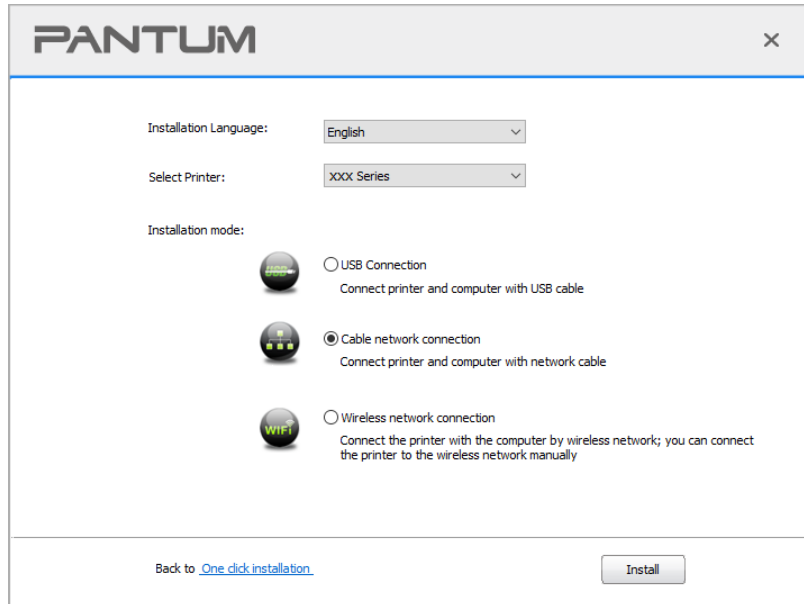 PANTUM
Installation Language:
English
Select Printer:
XXX Series
Installation mode:
USB
USB Connection
Connect printer and computer with USB cable
Cable network connection
Connect printer and computer with network cable
WIFi
Wireless network connection
Connect the printer with the computer by wireless network; you can connect
the printer to the wireless network manually
Back to One click installation
Install